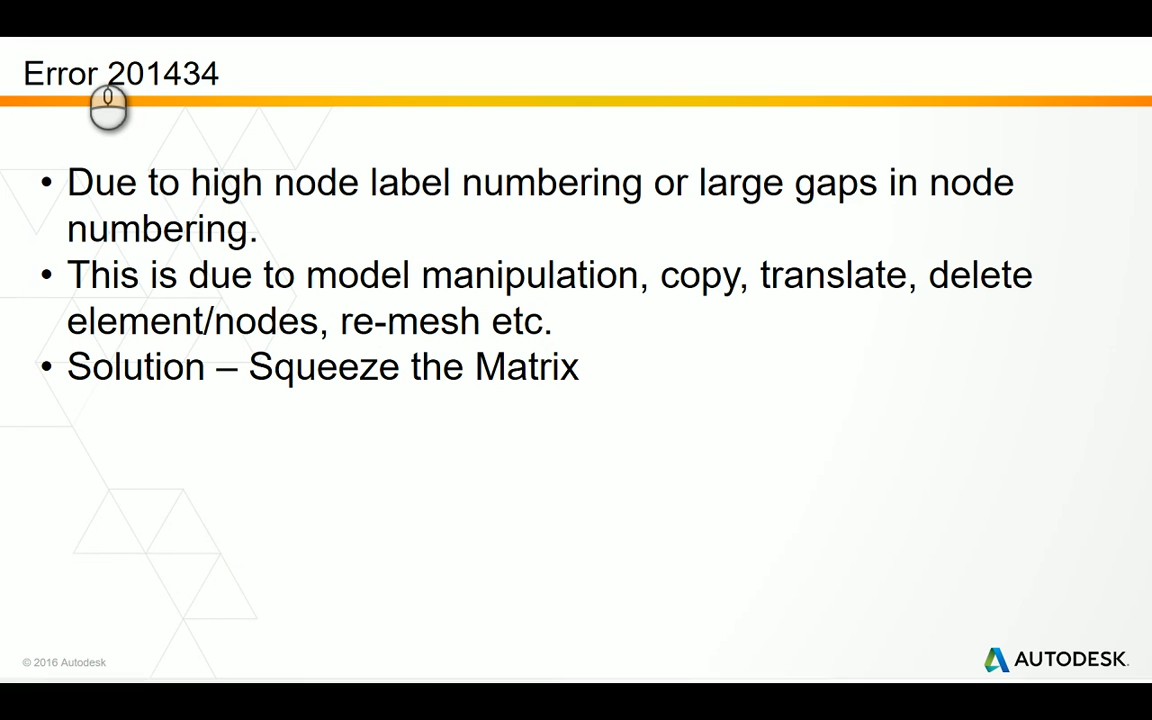 Error 201434
• Due to high node label numbering or large gaps in node
numbering.
• This is due to model manipulation, copy, translate, delete
element/nodes, re-mesh etc.
• Solution – Squeeze the Matrix
© 2016 Autodesk
AUTODESK.